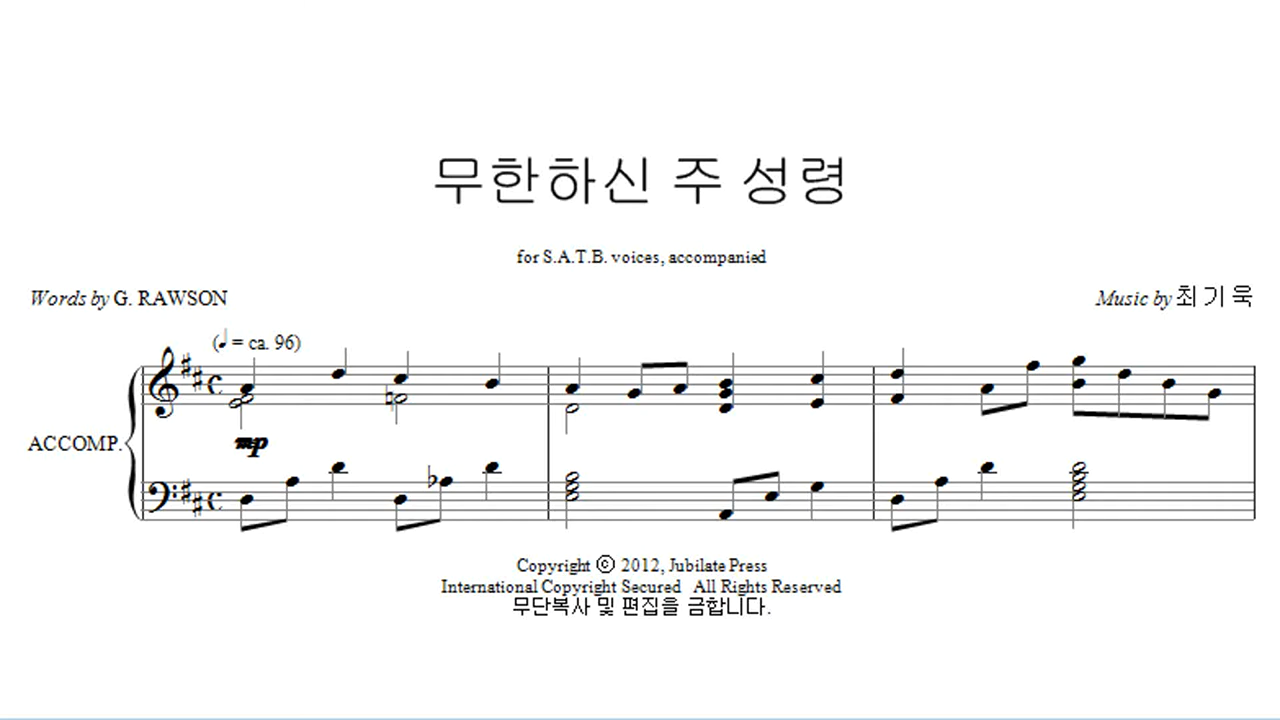 무한하신 주 성령
for S.A.T.B. voices, accompanied
Words by G. RAWSON
Music by 최 기 욱
(♩ = ca. 96)
ACCOMP.
mp
Copyright © 2012, Jubilate Press
International Copyright Secured All Rights Reserved
무단복사 및 편집을 금합니다.